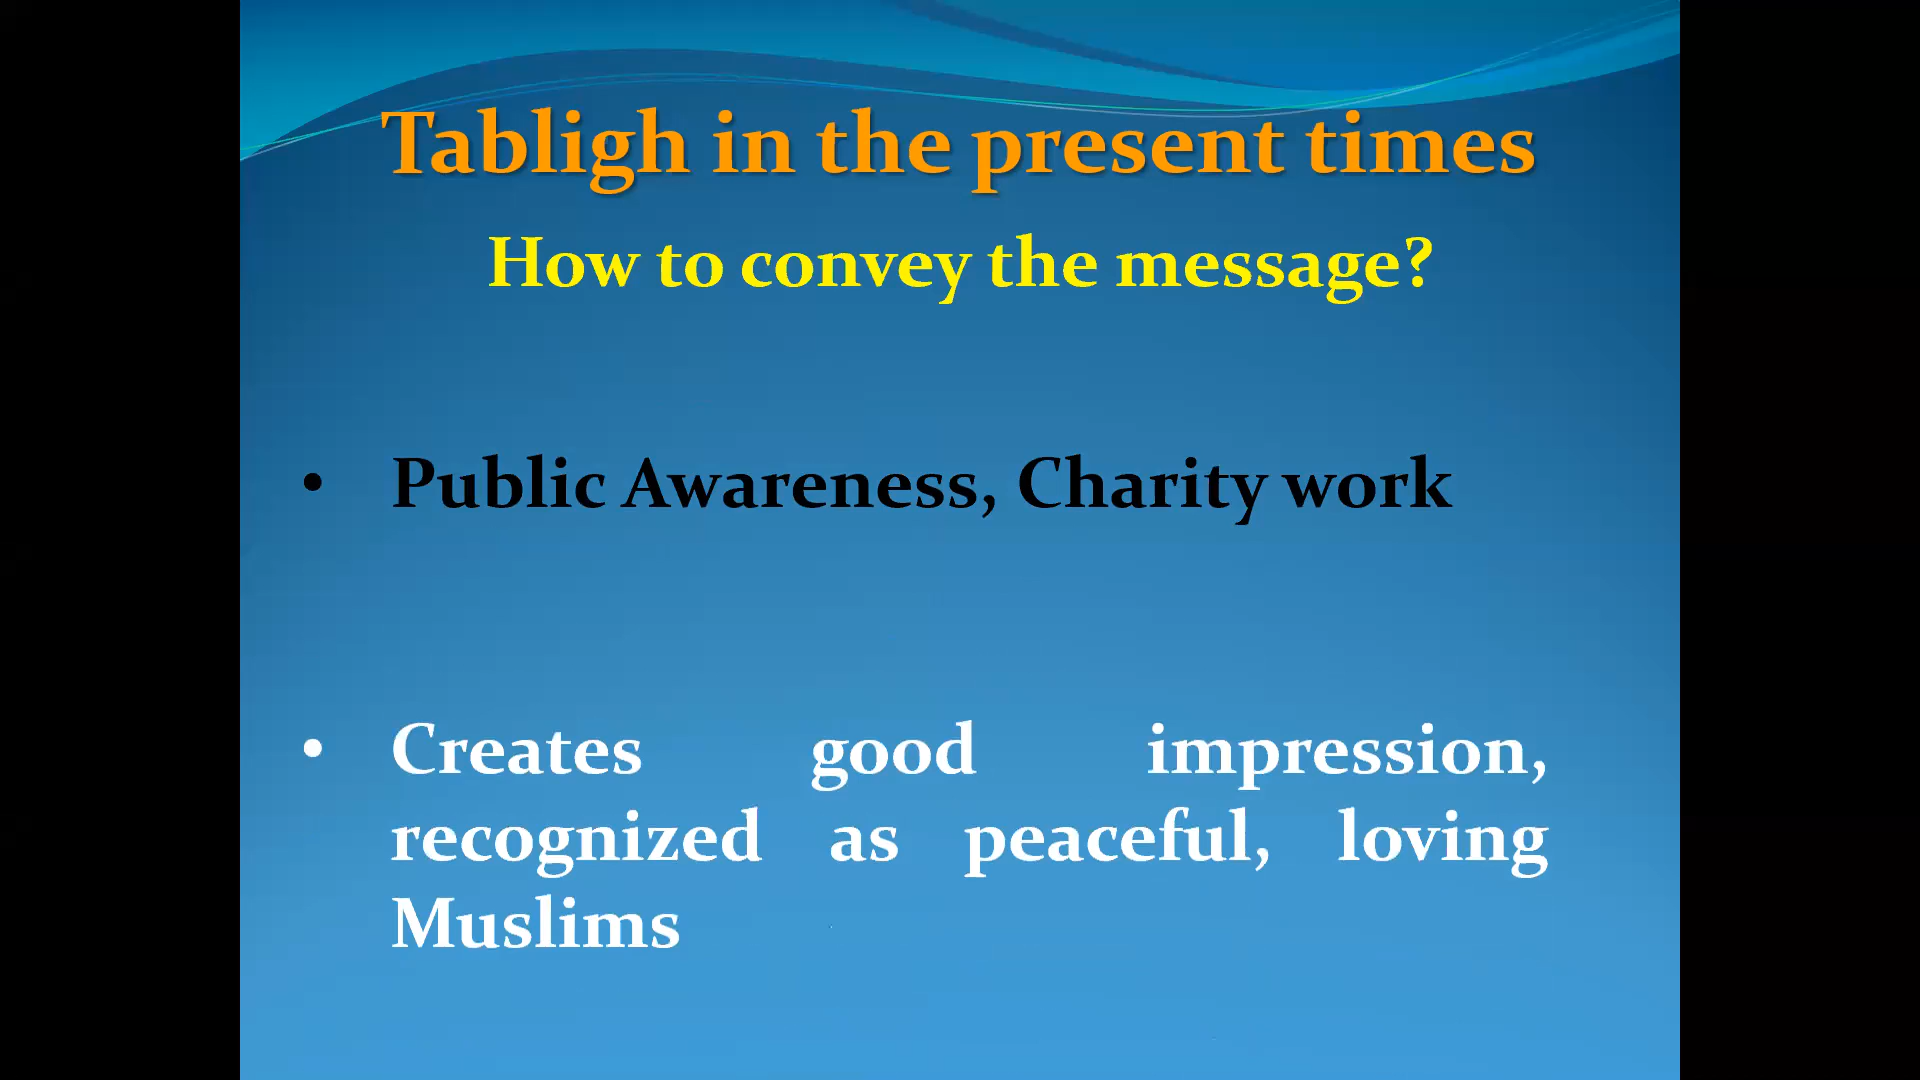 Tabligh in the present times
How to convey the message?
• Public Awareness, Charity work
• Creates good impression,
recognized as peaceful, loving
Muslims